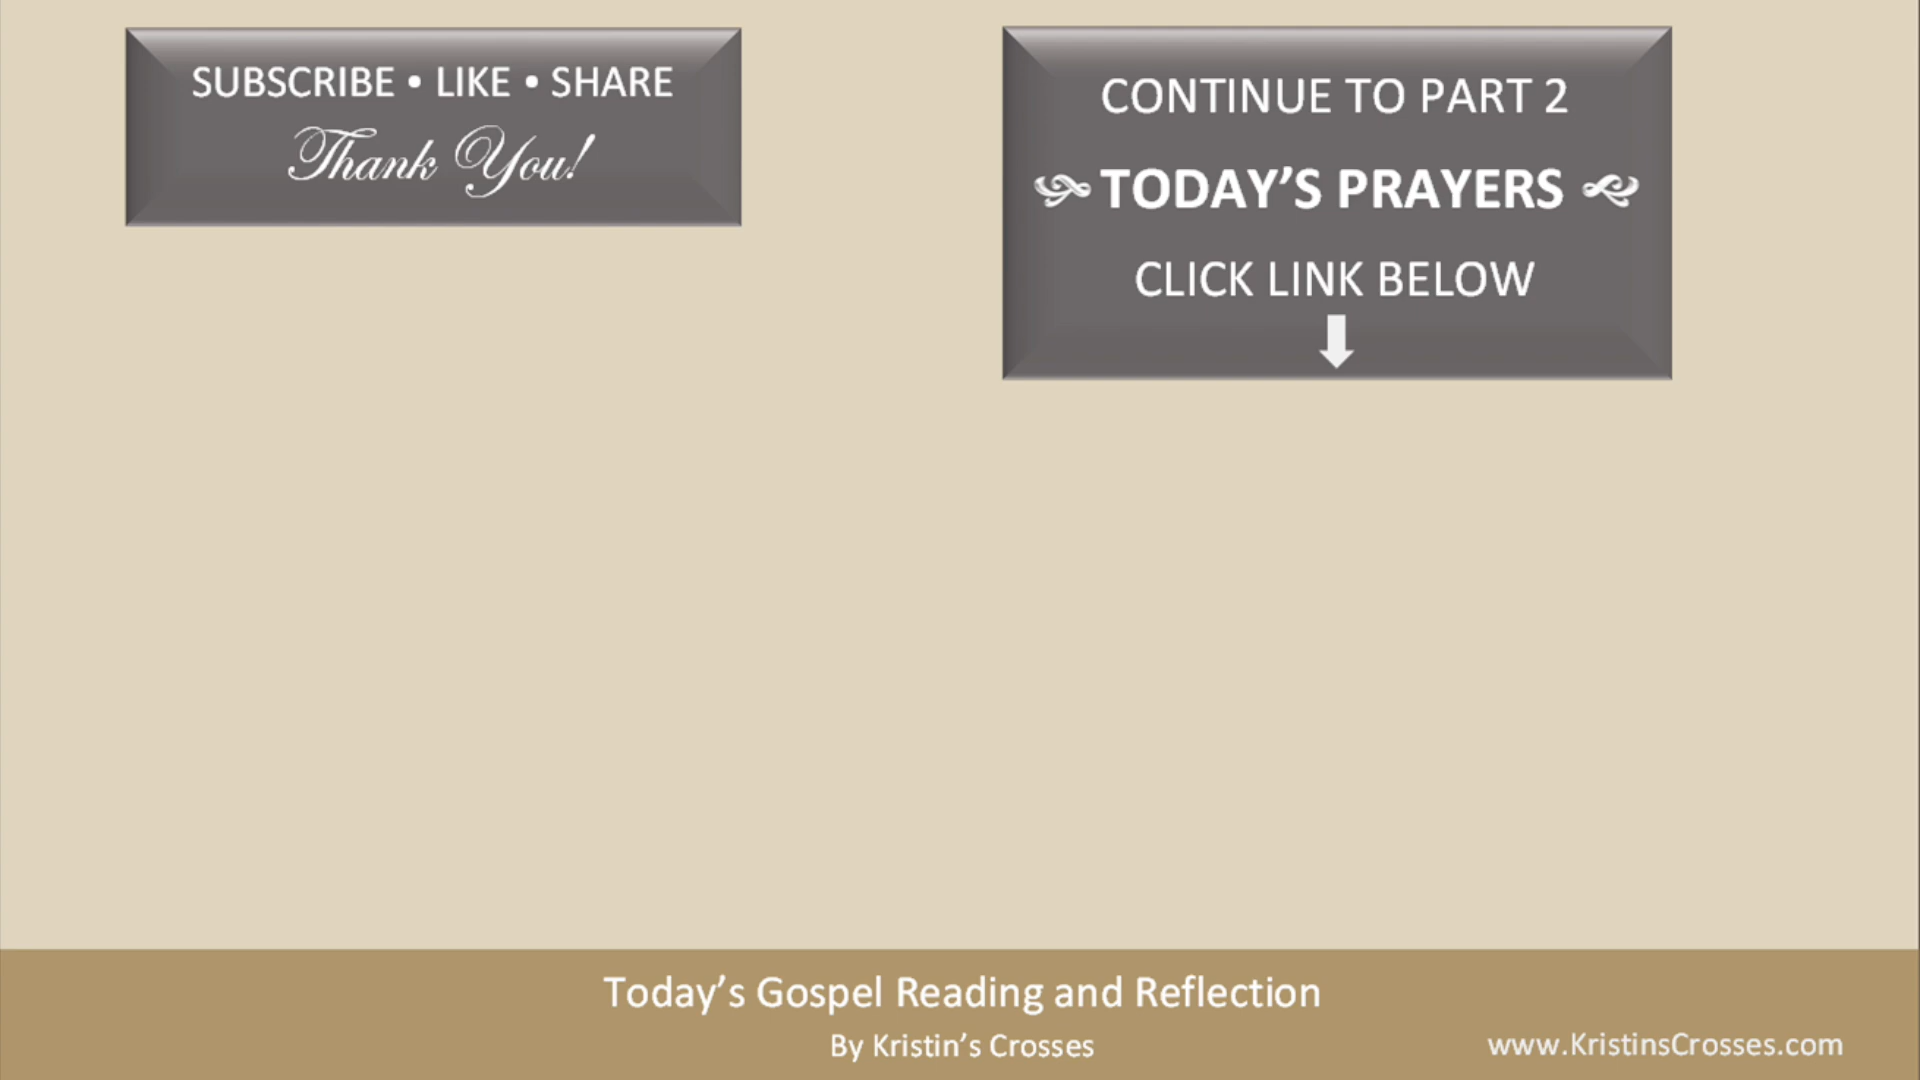 SUBSCRIBE • LIKE • SHARE
Thank You!
CONTINUE TO PART 2
TODAY’S PRAYERS
CLICK LINK BELOW
Today’s Gospel Reading and Reflection
By Kristin’s Crosses
www.KristinsCrosses.com